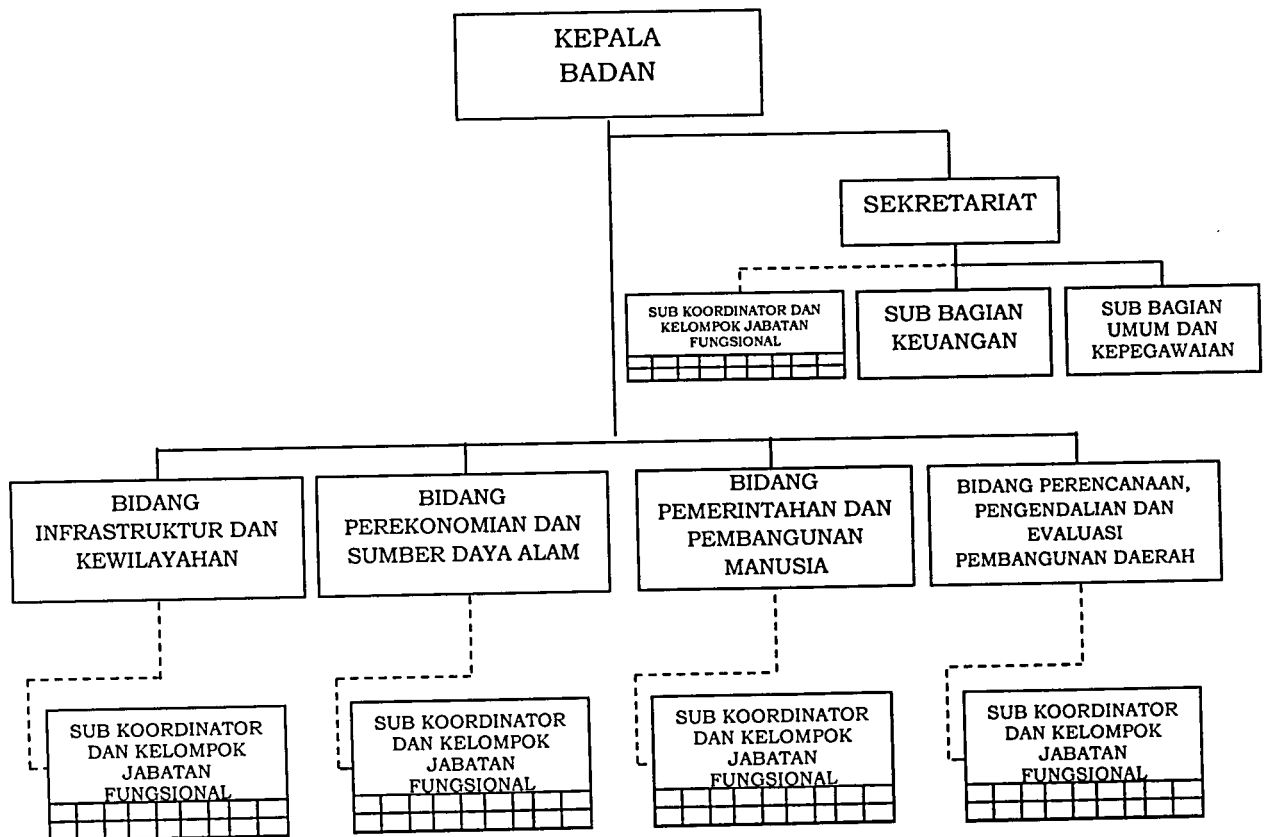 KEPALA
BADAN
SEKRETARIAT
SUB KOORDINATOR DAN
KELOMPOK JABATAN
FUNGSIONAL
SUB BAGIAN
KEUANGAN
SUB BAGIAN
UMUM DAN
KEPEGAWAIAN
BIDANG
INFRASTRUKTUR DAN
KEWILAYAHAN
BIDANG
PEREKONOMIAN DAN
SUMBER DAYA ALAM
BIDANG
PEMERINTAHAN DAN
PEMBANGUNAN
MANUSIA
BIDANG PERENCANAAN,
PENGENDALIAN DAN
EVALUASI
PEMBANGUNAN DAERAH
SUB KOORDINATOR
DAN KELOMPOK
JABATAN
FUNGSIONAL
SUB KOORDINATOR
DAN KELOMPOK
JABATAN
FUNGSIONAL
SUB KOORDINATOR
DAN KELOMPOK
JABATAN
FUNGSIONAL
SUB KOORDINATOR
DAN KELOMPOK
JABATAN
FUNGSIONAL